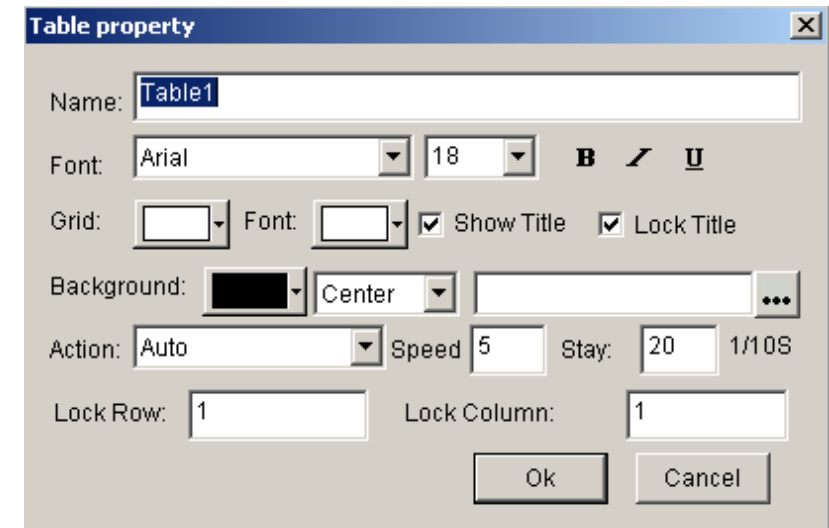 Table property
Name: Table1
Font: Arial 18 B I U
Grid: Font: Show Title Lock Title
Background: Center ...
Action: Auto Speed 5 Stay: 20 1/10S
Lock Row: 1 Lock Column: 1
Ok Cancel